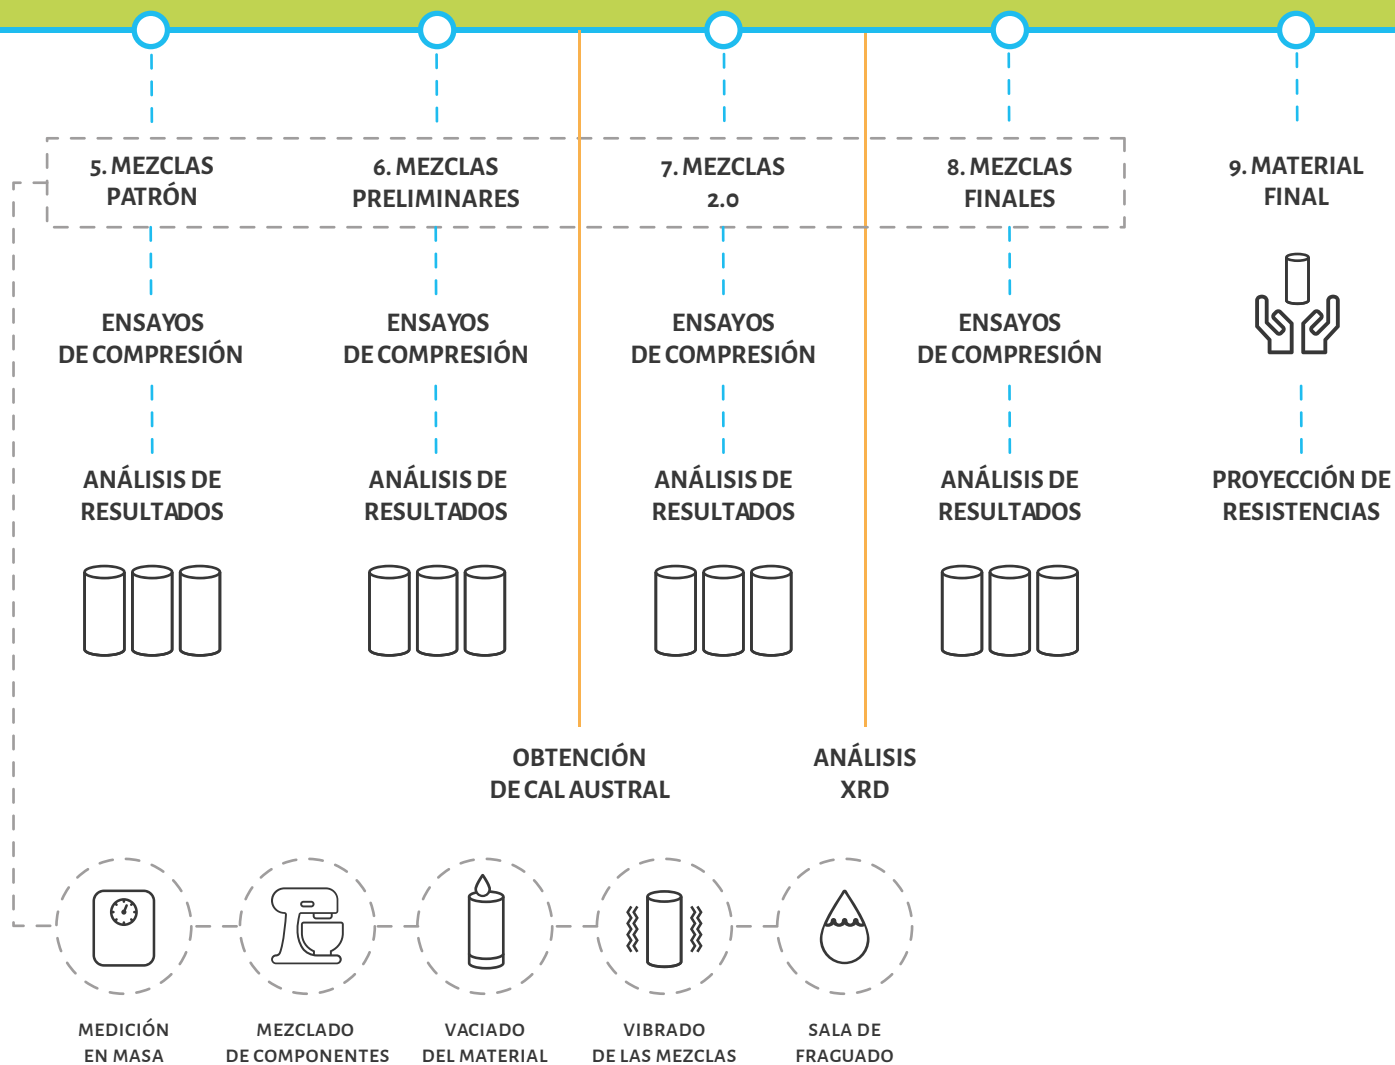 5. MEZCLAS
PATRÓN
6. MEZCLAS
PRELIMINARES
7. MEZCLAS
2.0
8. MEZCLAS
FINALES
9. MATERIAL
FINAL
ENSAYOS
DE COMPRESIÓN
ENSAYOS
DE COMPRESIÓN
ENSAYOS
DE COMPRESIÓN
ENSAYOS
DE COMPRESIÓN
ANÁLISIS DE
RESULTADOS
ANÁLISIS DE
RESULTADOS
ANÁLISIS DE
RESULTADOS
ANÁLISIS DE
RESULTADOS
PROYECCIÓN DE
RESISTENCIAS
OBTENCIÓN
DE CAL AUSTRAL
ANÁLISIS
XRD
MEDICIÓN
EN MASA
MEZCLADO
DE COMPONENTES
VACIADO
DEL MATERIAL
VIBRADO
DE LAS MEZCLAS
SALA DE
FRAGUADO